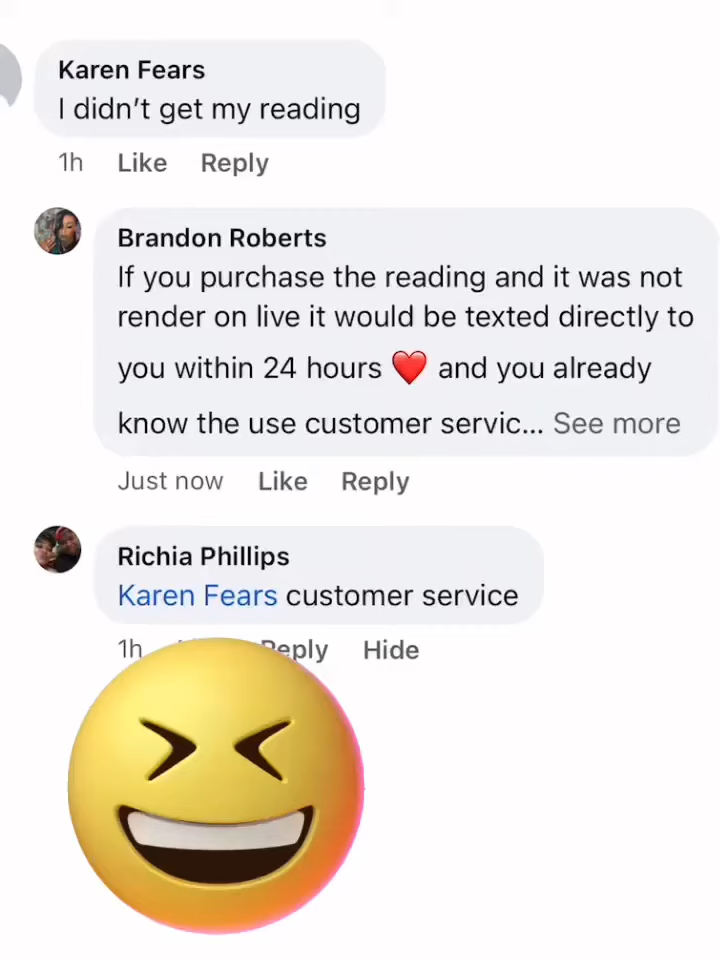 Karen Fears
I didn't get my reading
1h Like Reply
Brandon Roberts
If you purchase the reading and it was not
render on live it would be texted directly to
you within 24 hours ❤️ and you already
know the use customer servic... See more
Just now Like Reply
Richia Phillips
Karen Fears customer service
1h Reply Hide